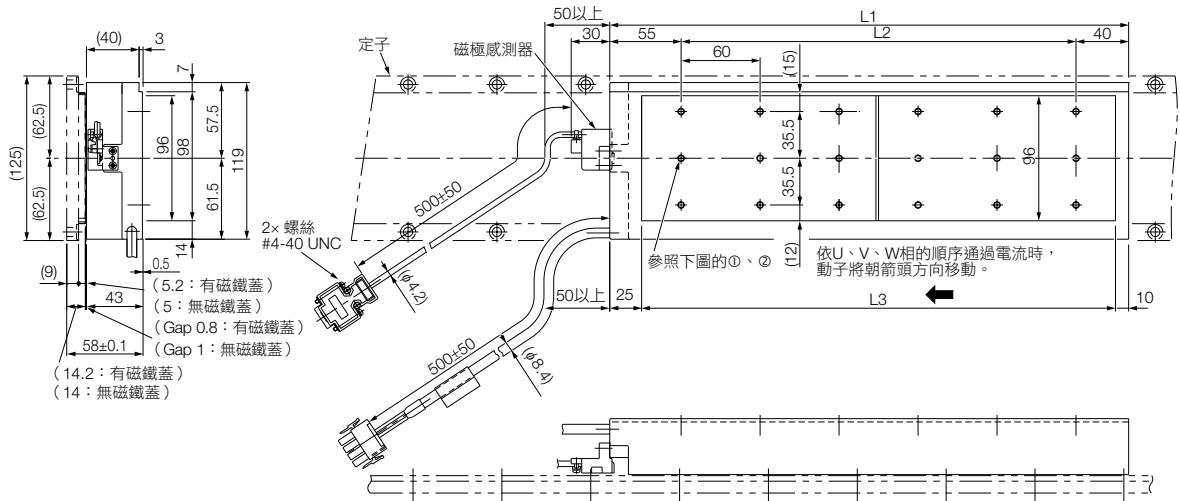 50以上
L1
(40)
3
30
55
L2
40
定子
磁極感測器
60
(15)
7
(125)
(62.5)
(62.5)
96
98
57.5
61.5
119
35.5
35.5
96
500±50
2× 螺絲
#4-40 UNC
14
(12)
參照下圖的①、②
依U、V、W相的順序通過電流時，
動子將朝箭頭方向移動。
0.5
(9)
（5.2：有磁鐵蓋）
(φ4.2)
43
（5：無磁鐵蓋）
50以上
25
L3
10
（Gap 0.8：有磁鐵蓋）
58±0.1
（Gap 1：無磁鐵蓋）
500±50
(φ8.4)
（14.2：有磁鐵蓋）
（14：無磁鐵蓋）